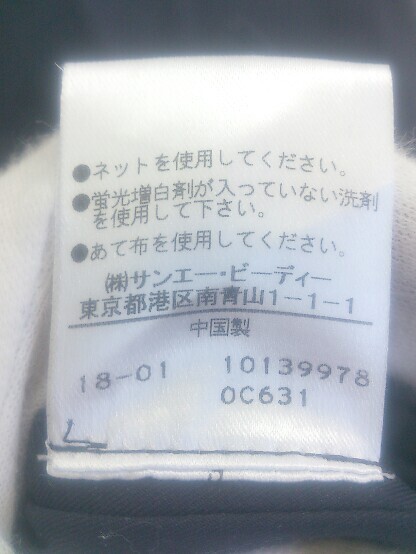 ●ネットを使用してください。
●蛍光増白剤が入っていない洗剤
を使用して下さい。
●あて布を使用してください。
㈱サンエー・ビーディー
東京都港区南青山1-1-1
中国製
18-01 10139978
0C631